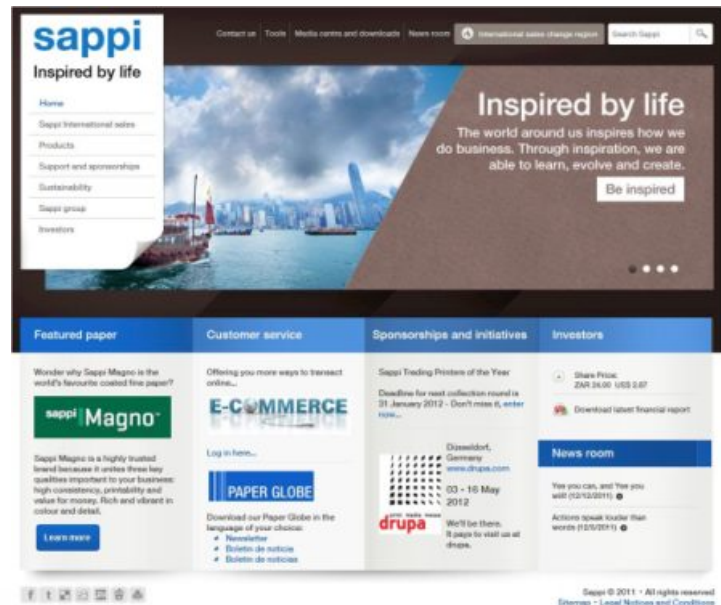 sappi
Inspired by life
Contact us
Tools
Media centre and downloads
News room
International sales change region
Search Sappi
Home
Sappi International sales
Products
Support and sponsorships
Sustainability
Sappi group
Investors
Inspired by life
The world around us inspires how we
do business. Through inspiration, we are
able to learn, evolve and create.
Be inspired
Featured paper
Wonder why Sappi Magno is the
world's favourite coated fine paper?
sappi Magno™
Sappi Magno is a highly trusted
brand because it unites three key
qualities important to your business:
high consistency, printability and
value for money. Rich and vibrant in
colour and detail.
Learn more
Customer service
Offering you more ways to transact
online...
E-COMMERCE
Log in here...
PAPER GLOBE
Download our Paper Globe in the
language of your choice:
Newsletter
Boletin de noticia
Boletin de noticias
Sponsorships and initiatives
Sappi Trading Printers of the Year
Deadline for next collection round is
31 January 2012 - Don't miss it, enter
now...
print media messe
drupa
Düsseldorf,
Germany
www.drupa.com
03 - 16 May
2012
We'll be there.
It pays to visit us at
drupa.
Investors
Share Price:
ZAR 24.00 US$ 2.87
Download latest financial report
News room
Yes you can, and Yes you
will! (12/12/2011)
Actions speak louder than
words (12/5/2011)
Sappi © 2011 • All rights reserved
Sitemap • Legal Notices and Conditions